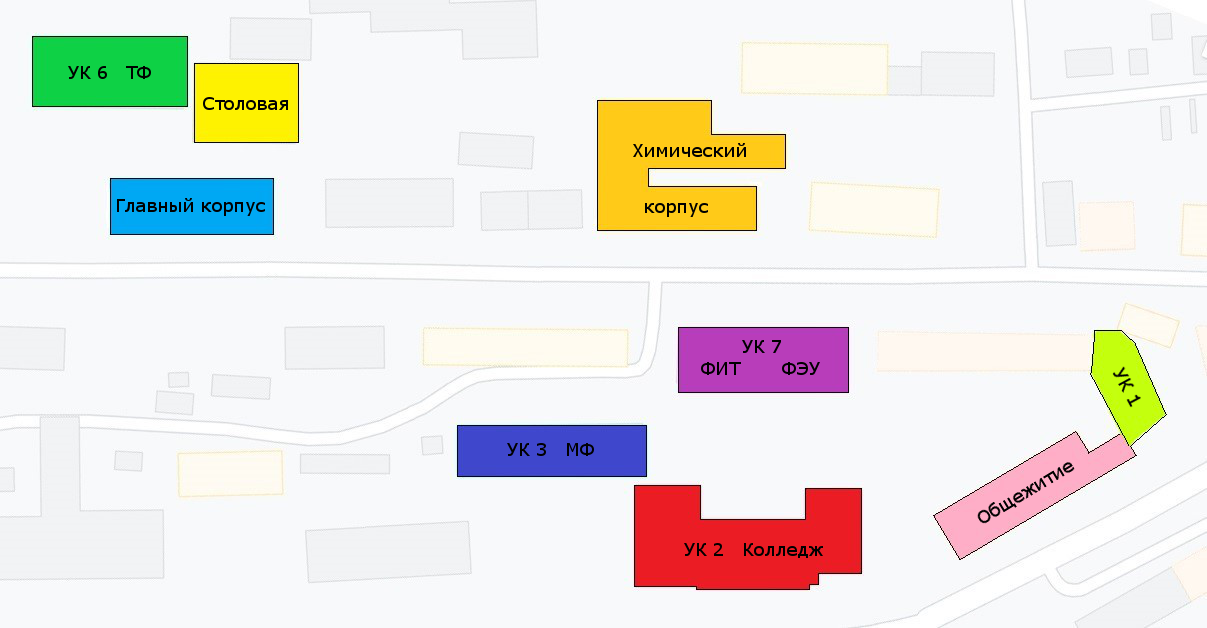 УК 6 ТФ
Столовая
Химический
корпус
Главный корпус
УК 7
ФИТ ФЭУ
УК 1
УК 3 МФ
Общежитие
УК 2 Колледж